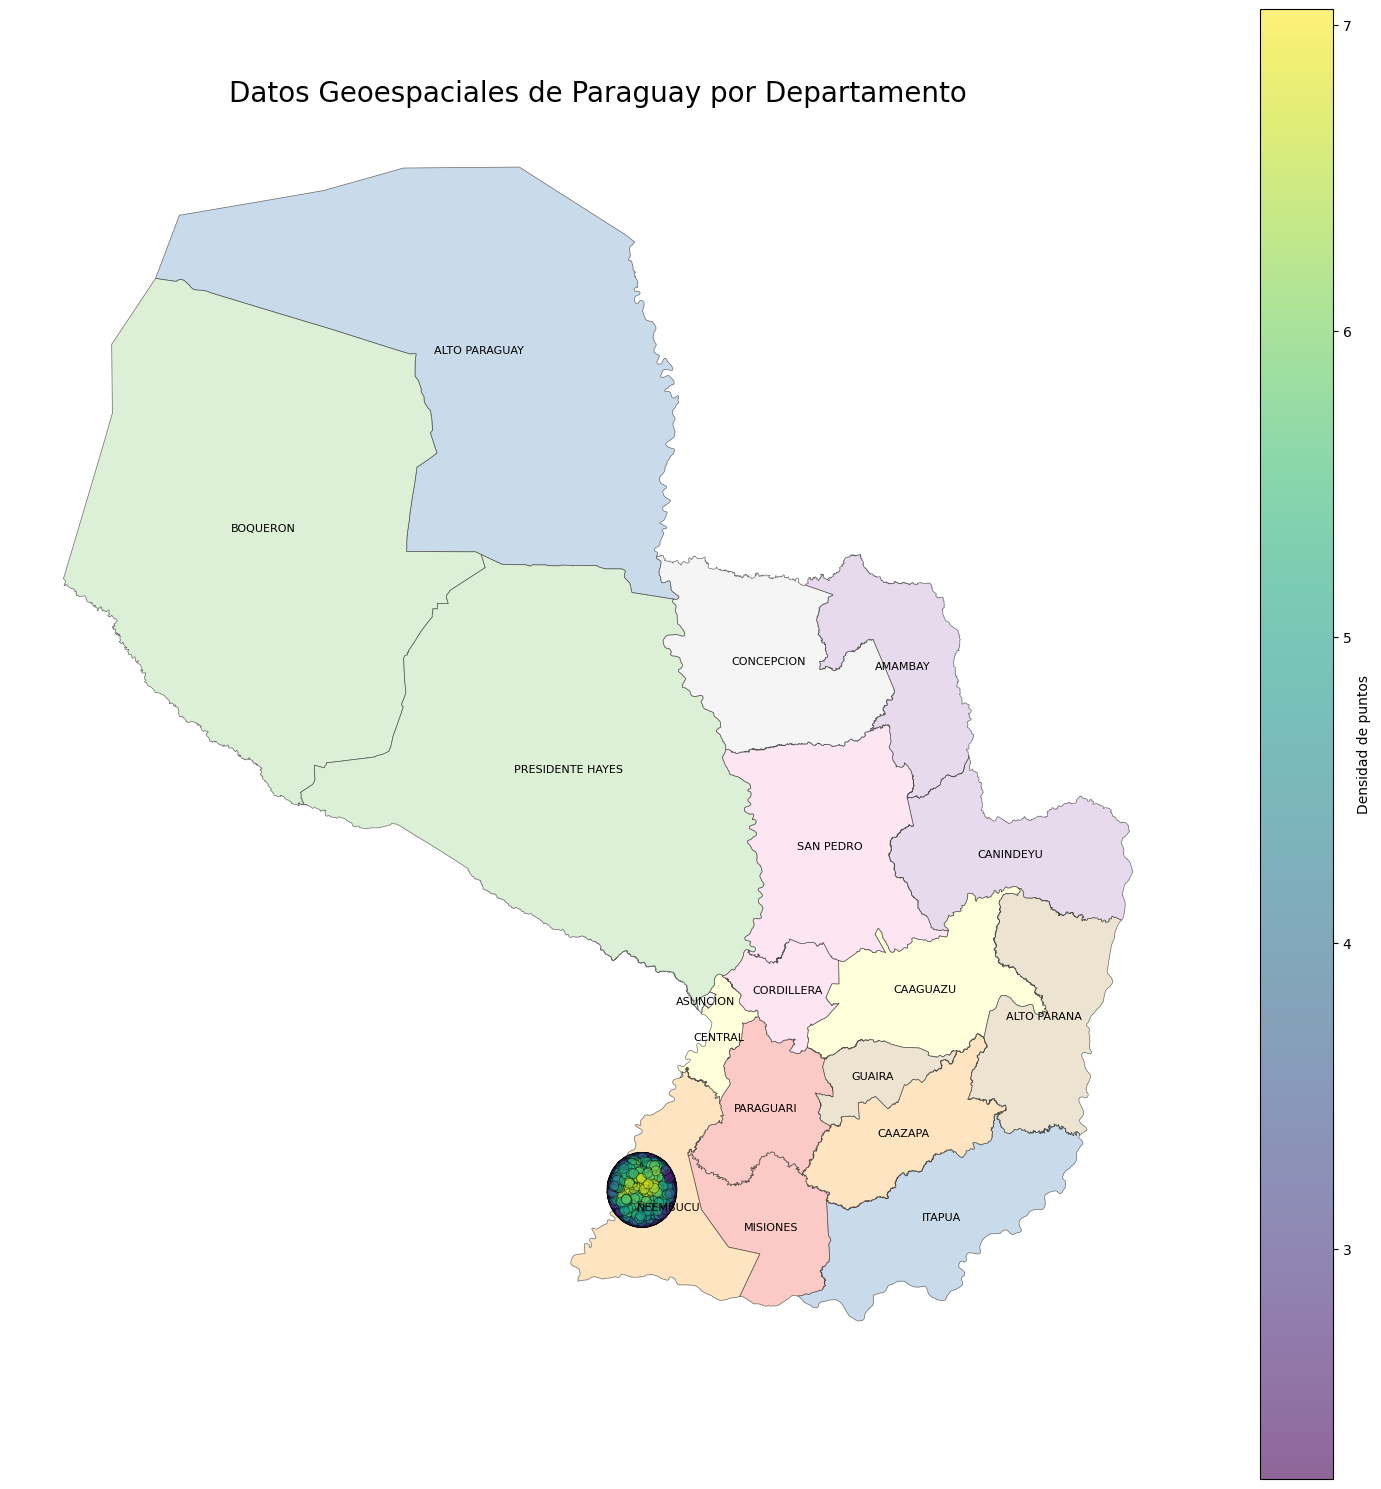 Datos Geoespaciales de Paraguay por Departamento
7
6
5
4
3
Densidad de puntos
ALTO PARAGUAY
BOQUERON
CONCEPCION
AMAMBAY
PRESIDENTE HAYES
SAN PEDRO
CANINDEYU
CORDILLERA
CAAGUAZU
ASUNCION
ALTO PARANA
CENTRAL
GUAIRA
PARAGUARI
CAAZAPA
ÑEEMBUCU
ITAPUA
MISIONES